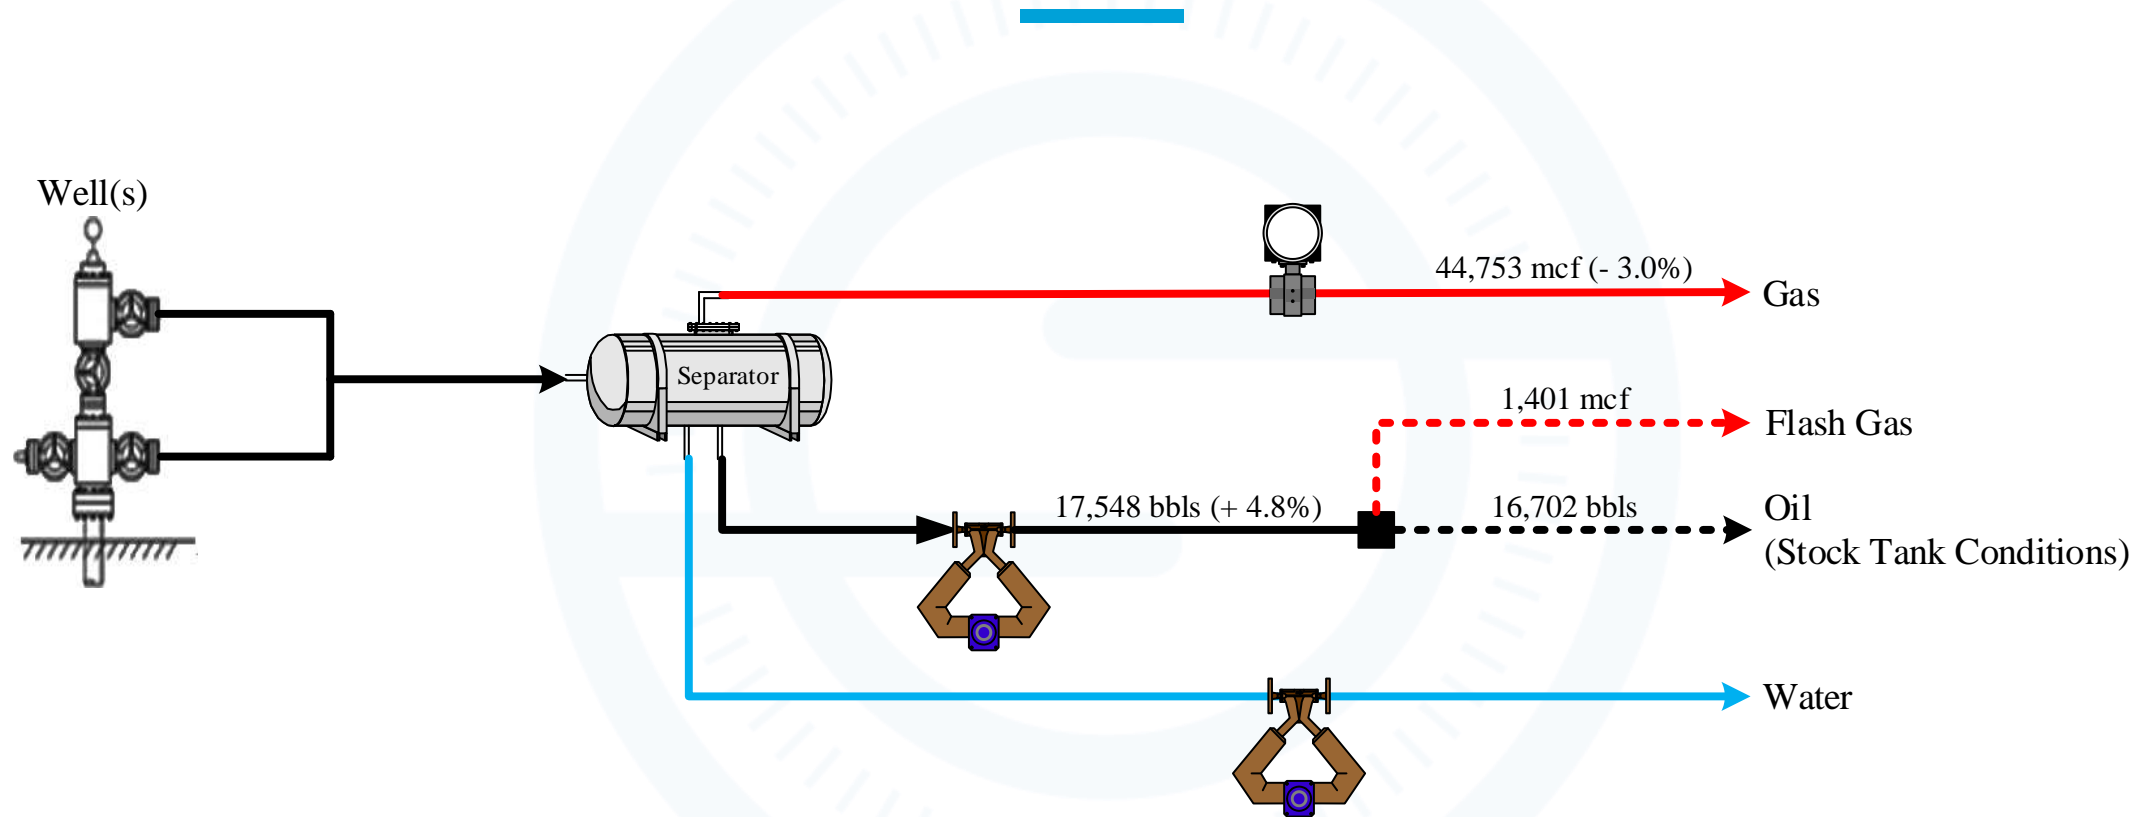 Well(s)
44,753 mcf (- 3.0%)
Gas
Separator
1,401 mcf
Flash Gas
17,548 bbls (+ 4.8%)
16,702 bbls
Oil
(Stock Tank Conditions)
Water